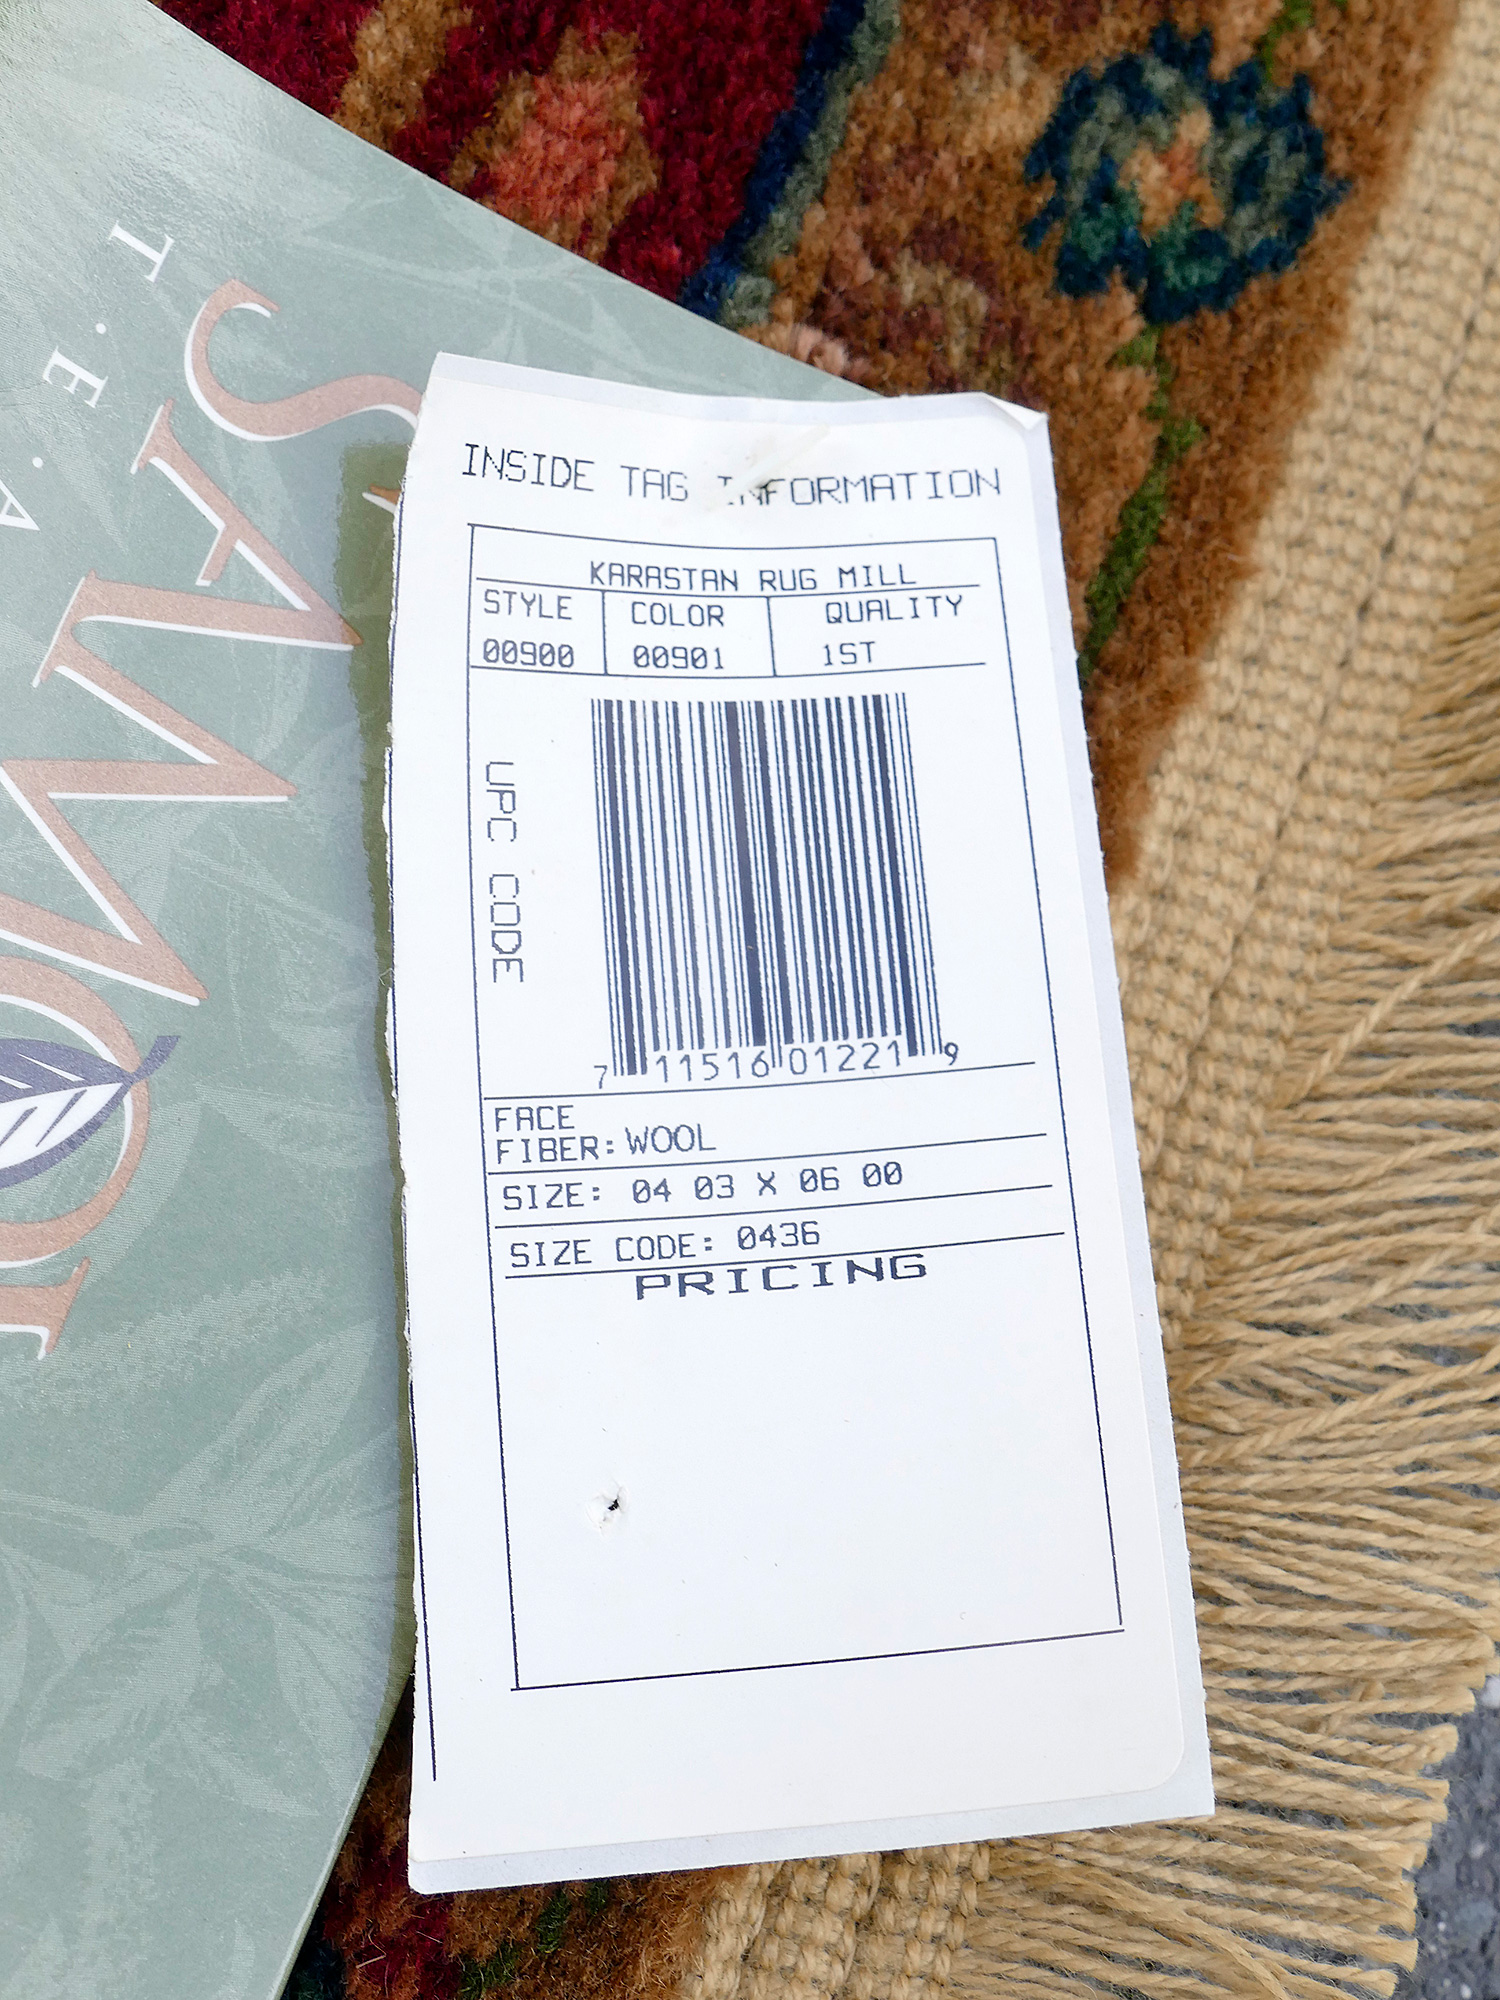 INSIDE TAG INFORMATION
KARASTAN RUG MILL
STYLE COLOR QUALITY
00900 00901 1ST
UPC CODE
7 11516 01221 9
FACE
FIBER: WOOL
SIZE: 04 03 X 06 00
SIZE CODE: 0436
PRICING